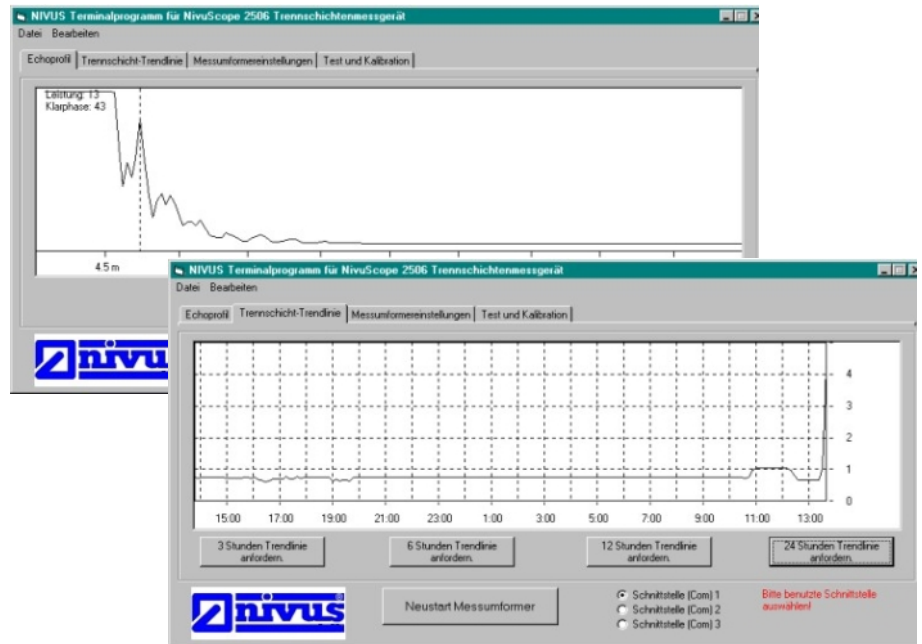 NIVUS Terminalprogramm für NivuScope 2506 Trennschichtenmessgerät
Datei Bearbeiten
Echoprofil Trennschicht-Trendlinie Messumformereinstellungen Test und Kalibration
Leistung: 13
Klarphase: 43
4.5 m
nivus
NIVUS Terminalprogramm für NivuScope 2506 Trennschichtenmessgerät
Datei Bearbeiten
Echoprofil Trennschicht-Trendlinie Messumformereinstellungen Test und Kalibration
4
3
2
1
0
15:00 17:00 19:00 21:00 23:00 1:00 3:00 5:00 7:00 9:00 11:00 13:00
3 Stunden Trendlinie
anfordern.
6 Stunden Trendlinie
anfordern.
12 Stunden Trendlinie
anfordern.
24 Stunden Trendlinie
anfordern.
nivus
Neustart Messumformer
Schnittstelle (Com) 1
Schnittstelle (Com) 2
Schnittstelle (Com) 3
Bitte benutzte Schnittstelle
auswählen!